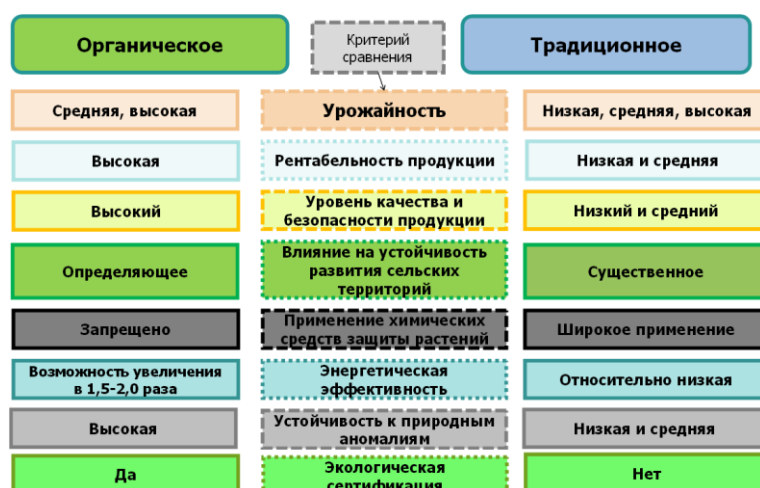 Органическое
Критерий
сравнения
Традиционное
Средняя, высокая
Урожайность
Низкая, средняя, высокая
Высокая
Рентабельность продукции
Низкая и средняя
Высокий
Уровень качества и
безопасности продукции
Низкий и средний
Определяющее
Влияние на устойчивость
развития сельских
территорий
Существенное
Запрещено
Применение химических
средств защиты растений
Широкое применение
Возможность увеличения
в 1,5-2,0 раза
Энергетическая
эффективность
Относительно низкая
Высокая
Устойчивость к природным
аномалиям
Низкая и средняя
Да
Экологическая
сертификация
Нет